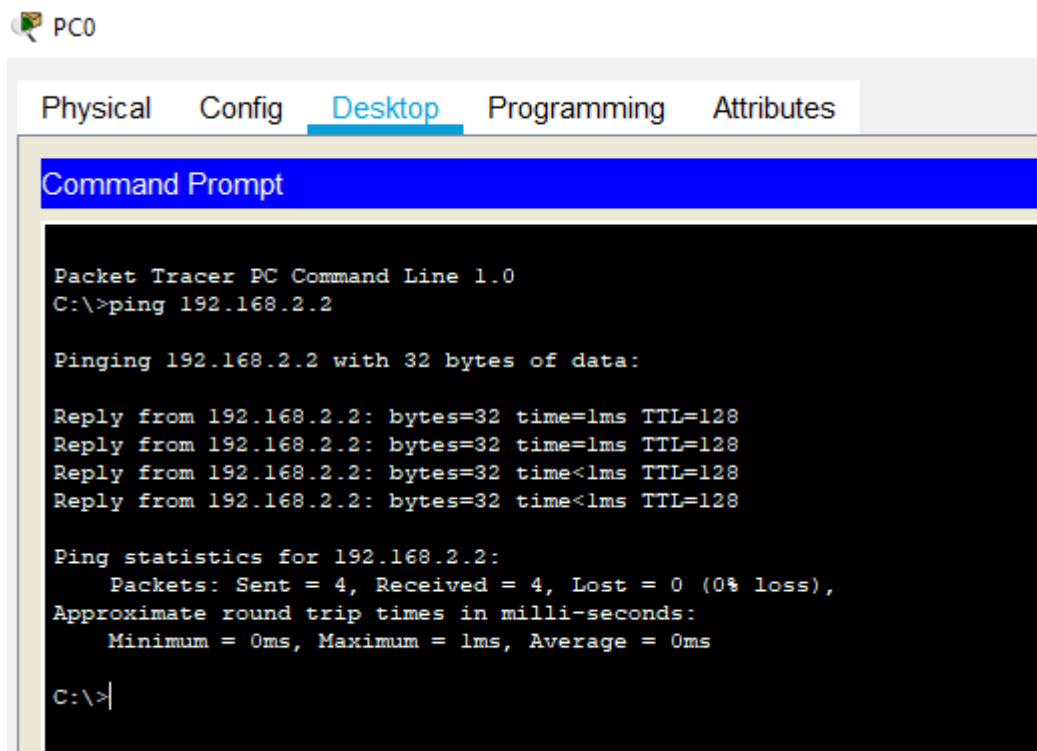 PC0
Physical Config Desktop Programming Attributes
Command Prompt
Packet Tracer PC Command Line 1.0
C:\>ping 192.168.2.2
Pinging 192.168.2.2 with 32 bytes of data:
Reply from 192.168.2.2: bytes=32 time=1ms TTL=128
Reply from 192.168.2.2: bytes=32 time=1ms TTL=128
Reply from 192.168.2.2: bytes=32 time<1ms TTL=128
Reply from 192.168.2.2: bytes=32 time<1ms TTL=128
Ping statistics for 192.168.2.2:
Packets: Sent = 4, Received = 4, Lost = 0 (0% loss),
Approximate round trip times in milli-seconds:
Minimum = 0ms, Maximum = 1ms, Average = 0ms
C:\>